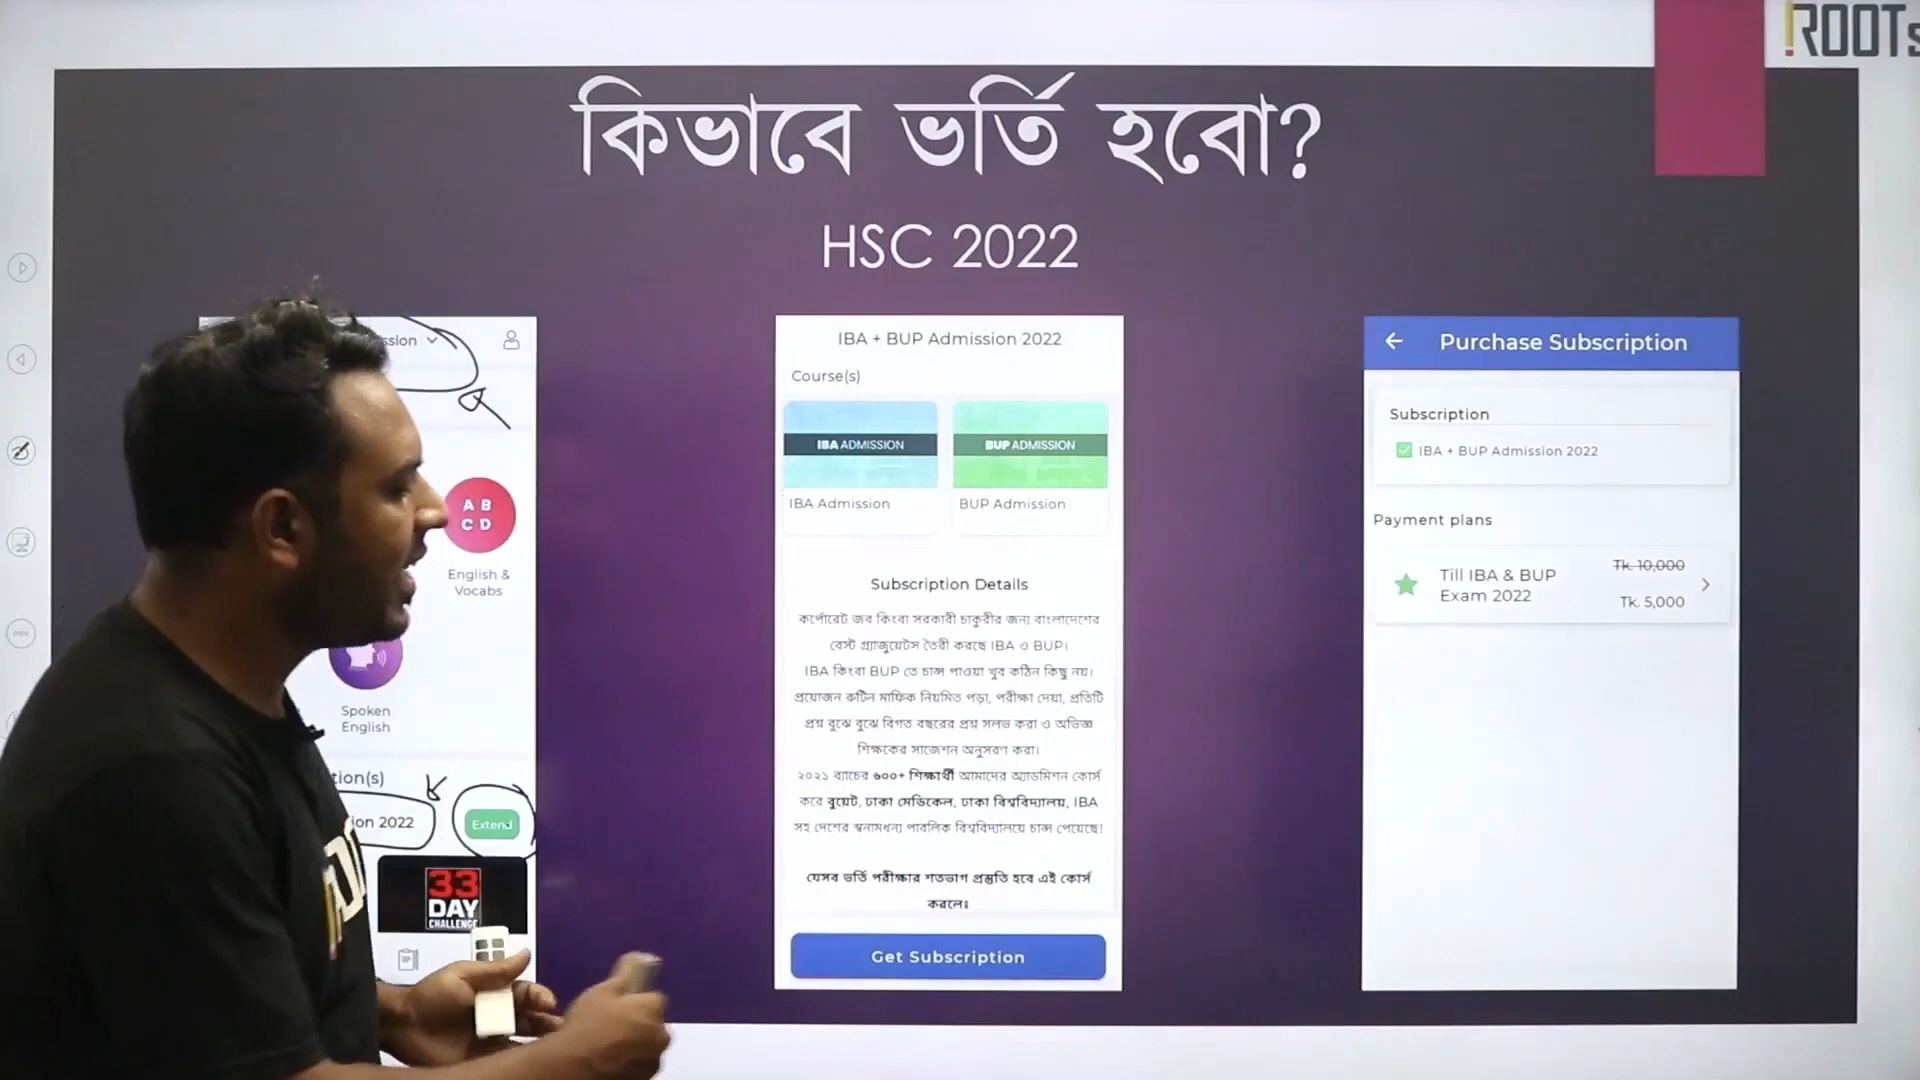 ROOTs
কিভাবে ভর্তি হবো?
HSC 2022
ssion
A B
C D
English &
Vocabs
Spoken
English
tion(s)
ion 2022
Extend
33
DAY
CHALLENGE
IBA + BUP Admission 2022
Course(s)
IBA ADMISSION
BUP ADMISSION
IBA Admission
BUP Admission
Subscription Details
কর্পোরেট জব কিংবা সরকারী চাকুরীর জন্য বাংলাদেশের
বেস্ট গ্র্যাজুয়েটস তৈরী করছে IBA ও BUP।
IBA কিংবা BUP তে চান্স পাওয়া খুব কঠিন কিছু নয়।
প্রয়োজন রুটিন মাফিক নিয়মিত পড়া, পরীক্ষা দেয়া, প্রতিটি
প্রশ্ন বুঝে বুঝে বিগত বছরের প্রশ্ন সলভ করা ও অভিজ্ঞ
শিক্ষকের সাজেশন অনুসরণ করা।
২০২১ ব্যাচের ৬০০+ শিক্ষার্থী আমাদের অ্যাডমিশন কোর্স
করে বুয়েট, ঢাকা মেডিকেল, ঢাকা বিশ্ববিদ্যালয়, IBA
সহ দেশের স্বনামধন্য পাবলিক বিশ্ববিদ্যালয়ে চান্স পেয়েছে!
যেসব ভর্তি পরীক্ষার শতভাগ প্রস্তুতি হবে এই কোর্স
করলেঃ
Get Subscription
Purchase Subscription
Subscription
IBA + BUP Admission 2022
Payment plans
Till IBA & BUP
Exam 2022
Tk. 10,000
Tk. 5,000